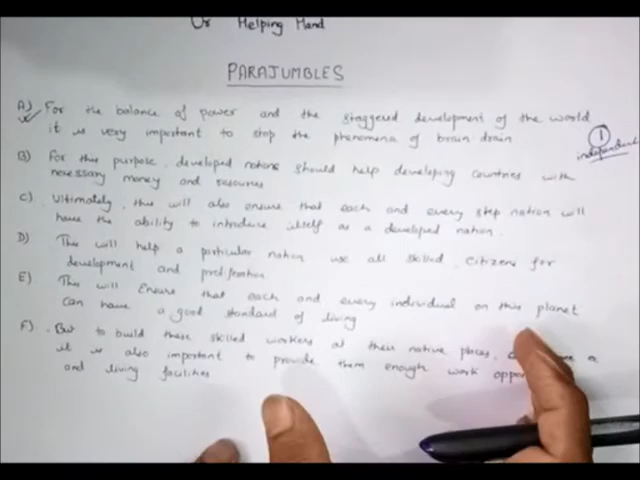 Ur Helping Hand
PARAJUMBLES
A) For the balance of power and the staggered development of the world
it is very important to stop the phenomena of brain drain
1
independent
B) For this purpose, developed nations should help developing countries with
necessary money and resources
C) Ultimately, this will also ensure that each and every step nation will
have the ability to introduce itself as a developed nation.
D) This will help a particular nation use all skilled citizens for
development and proliferation
E) This will Ensure that each and every individual on this planet
can have a good standard of living
F) But to build these skilled workers at their native places,
it is also important to provide them enough work
and living facilities